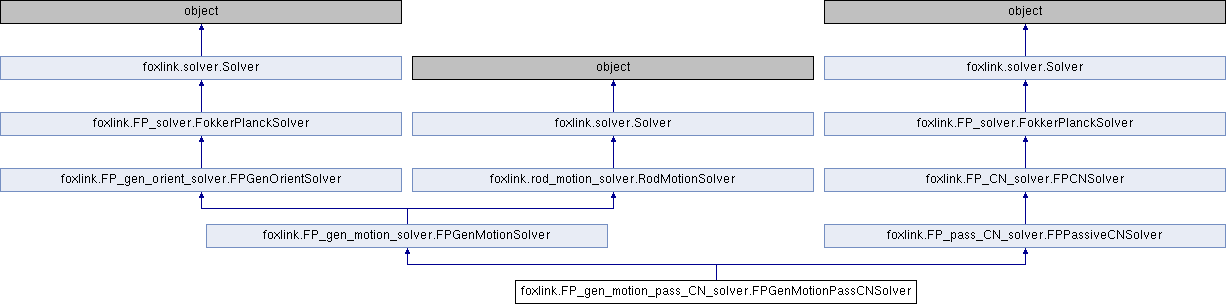 object
object
foxlink.solver.Solver
object
foxlink.solver.Solver
foxlink.FP_solver.FokkerPlanckSolver
foxlink.solver.Solver
foxlink.FP_solver.FokkerPlanckSolver
foxlink.FP_gen_orient_solver.FPGenOrientSolver
foxlink.rod_motion_solver.RodMotionSolver
foxlink.FP_CN_solver.FPCNSolver
foxlink.FP_gen_motion_solver.FPGenMotionSolver
foxlink.FP_pass_CN_solver.FPPassiveCNSolver
foxlink.FP_gen_motion_pass_CN_solver.FPGenMotionPassCNSolver